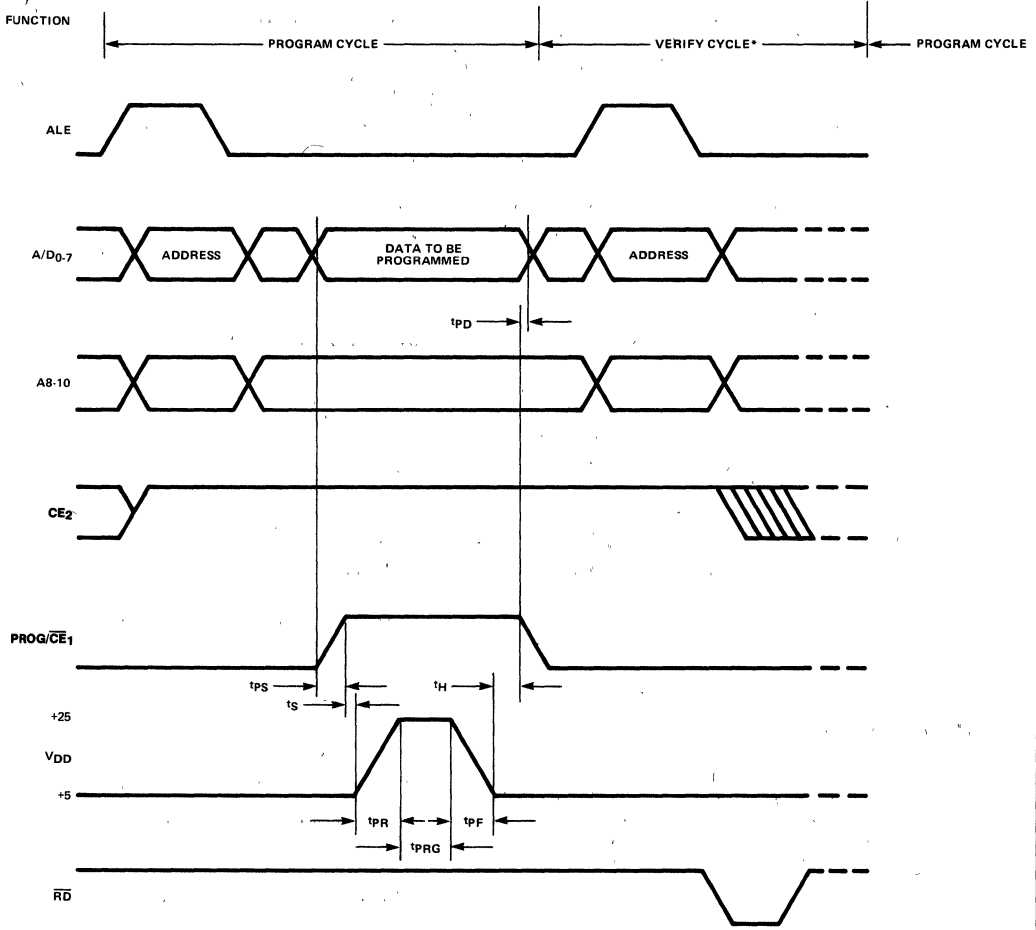 FUNCTION
PROGRAM CYCLE
VERIFY CYCLE*
PROGRAM CYCLE
ALE
A/D0-7
ADDRESS
DATA TO BE
PROGRAMMED
ADDRESS
tPD
A8-10
CE2
PROG/CE1
tPS
tH
tS
+25
VDD
+5
tPR
tPF
tPRG
RD